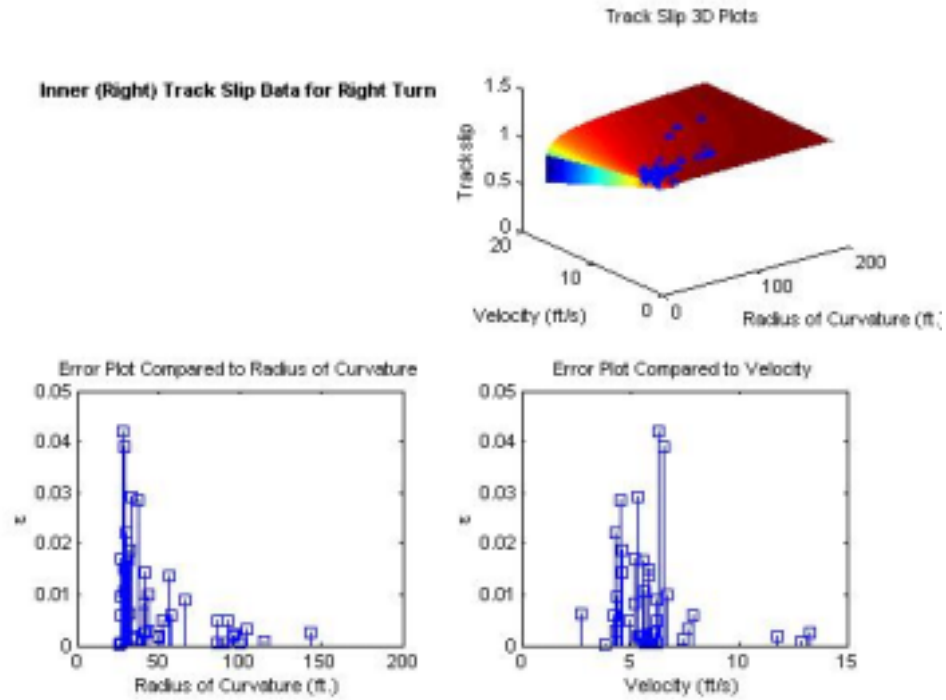 Track Slip 3D Plots
Inner (Right) Track Slip Data for Right Turn
1.5
1
0.5
0
Trackslip
20
10
0
Velocity (ft/s)
0
100
200
Radius of Curvature (ft.)
Error Plot Compared to Radius of Curvature
0.05
0.04
0.03
0.02
0.01
0
ε
0
50
100
150
200
Radius of Curvature (ft.)
Error Plot Compared to Velocity
0.05
0.04
0.03
0.02
0.01
0
ε
0
5
10
15
Velocity (ft/s)